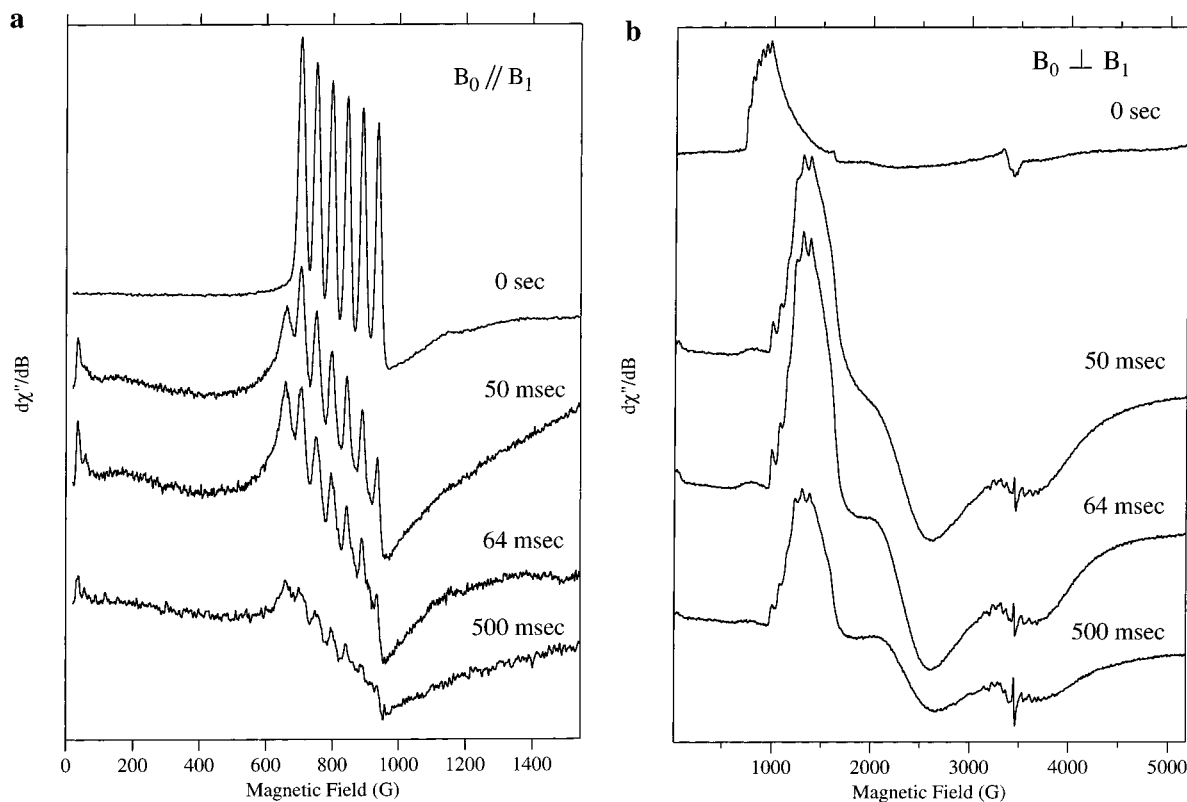 a
B₀ // B₁
0 sec
50 msec
64 msec
500 msec
dχ"/dB
0 200 400 600 800 1000 1200 1400
Magnetic Field (G)
b
B₀ ⊥ B₁
0 sec
50 msec
64 msec
500 msec
dχ"/dB
1000 2000 3000 4000 5000
Magnetic Field (G)